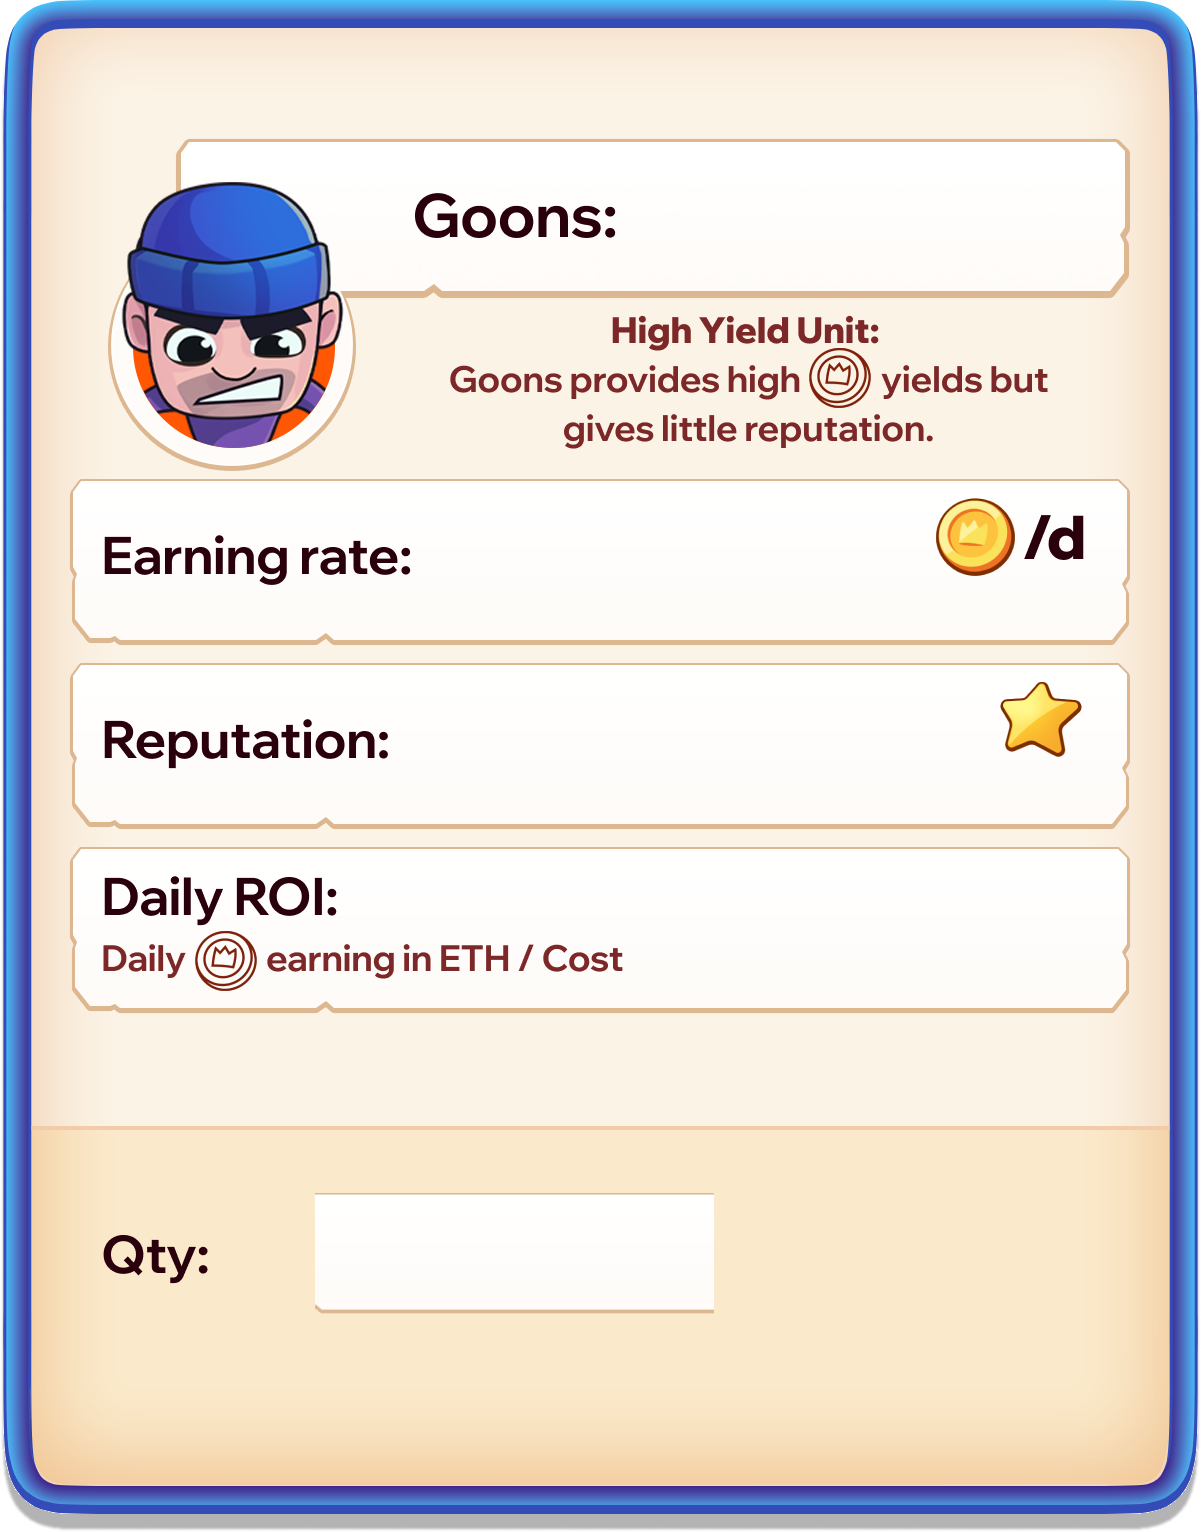 Goons:
High Yield Unit:
Goons provides high yields but
gives little reputation.
Earning rate:
/d
Reputation:
Daily ROI:
Daily earning in ETH / Cost
Qty: